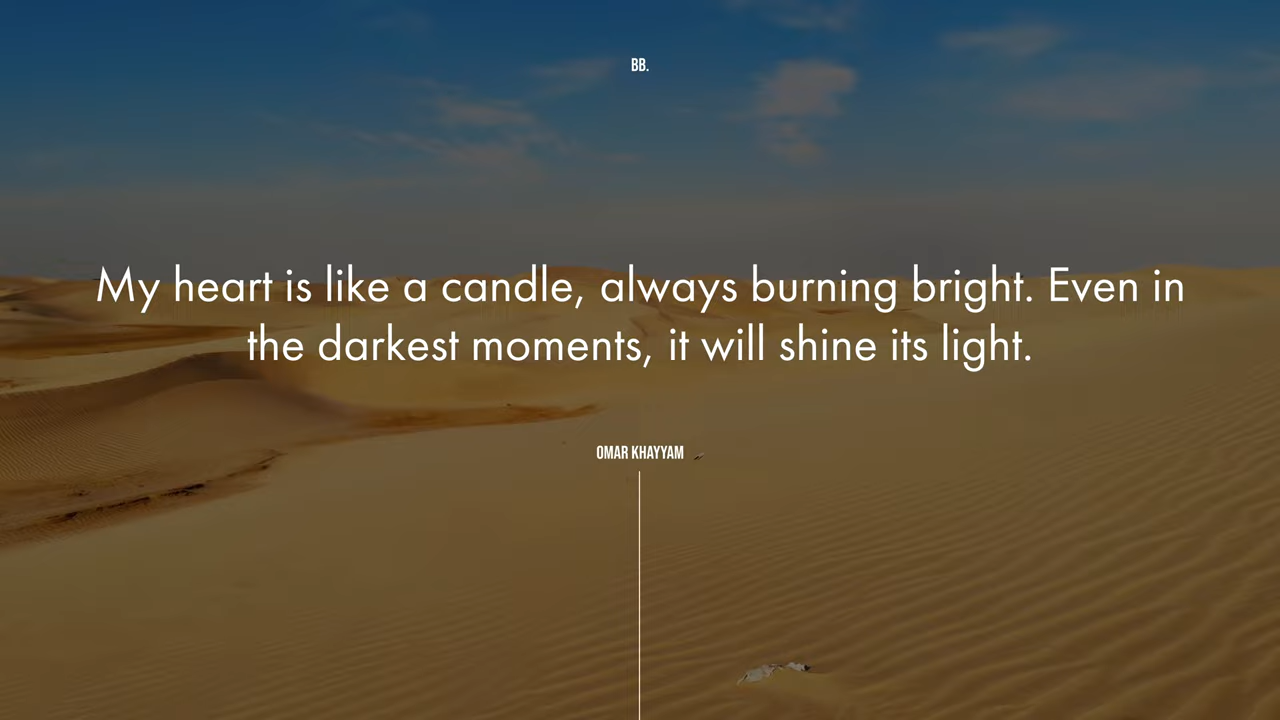 BB.
My heart is like a candle, always burning bright. Even in
the darkest moments, it will shine its light.
OMAR KHAYYAM